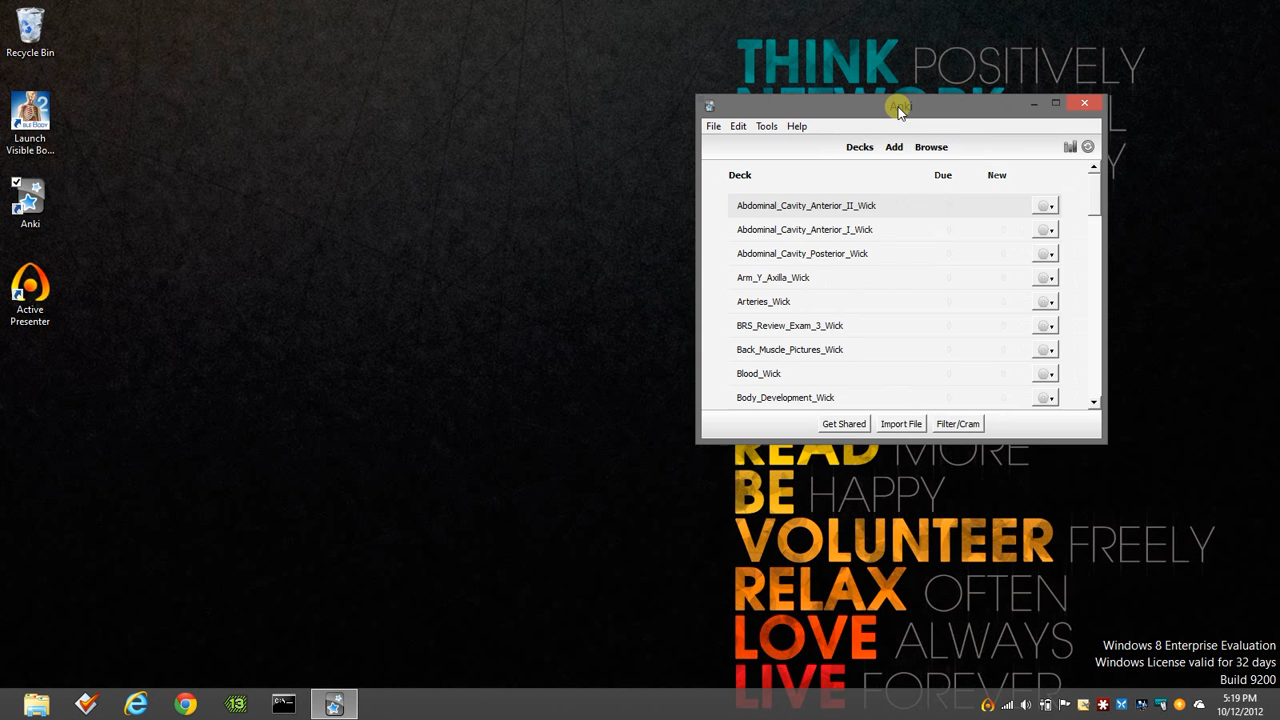 Recycle Bin
Launch
Visible Bo...
Anki
Active
Presenter
THINK POSITIVELY
Anki
File Edit Tools Help
Decks Add Browse
Deck Due New
Abdominal_Cavity_Anterior_II_Wick
Abdominal_Cavity_Anterior_I_Wick
Abdominal_Cavity_Posterior_Wick
Arm_Y_Axilla_Wick
Arteries_Wick
BRS_Review_Exam_3_Wick
Back_Muscle_Pictures_Wick
Blood_Wick
Body_Development_Wick
Get Shared Import File Filter/Cram
READ MORE
BE HAPPY
VOLUNTEER FREELY
RELAX OFTEN
LOVE ALWAYS
LIVE FOREVER
Windows 8 Enterprise Evaluation
Windows License valid for 32 days
Build 9200
5:19 PM
10/12/2012